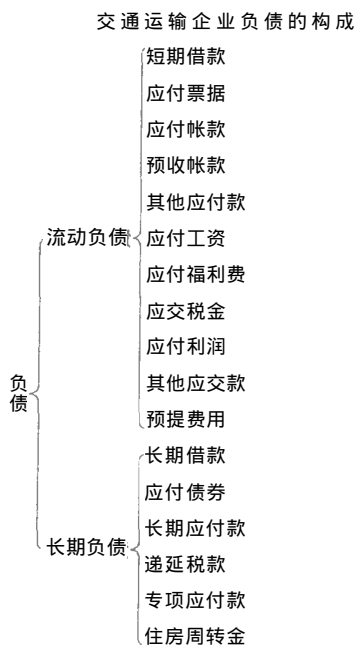 交通运输企业负债的构成
短期借款
应付票据
应付帐款
预收帐款
其他应付款
流动负债
应付工资
应付福利费
应交税金
应付利润
其他应交款
负债
预提费用
长期借款
应付债券
长期应付款
长期负债
递延税款
专项应付款
住房周转金